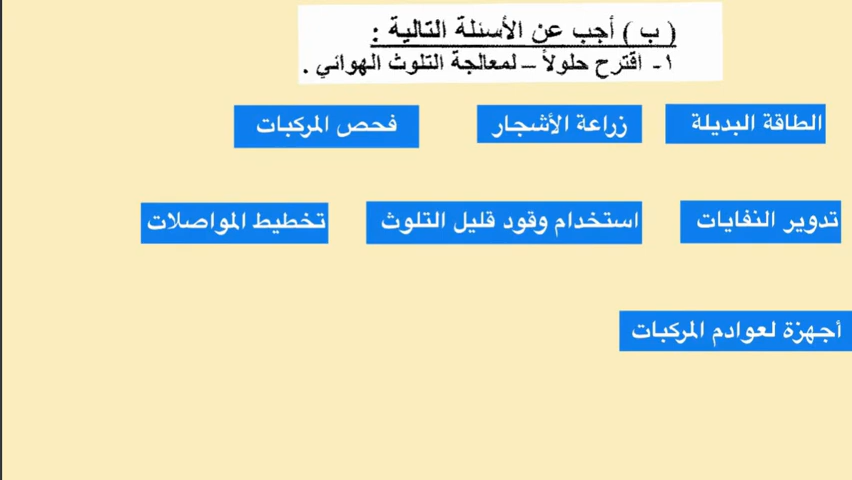 ( ب ) أجب عن الأسئلة التالية :
١- اقترح حلولاً – لمعالجة التلوث الهوائي .
الطاقة البديلة
زراعة الأشجار
فحص المركبات
تدوير النفايات
استخدام وقود قليل التلوث
تخطيط المواصلات
أجهزة لعوادم المركبات